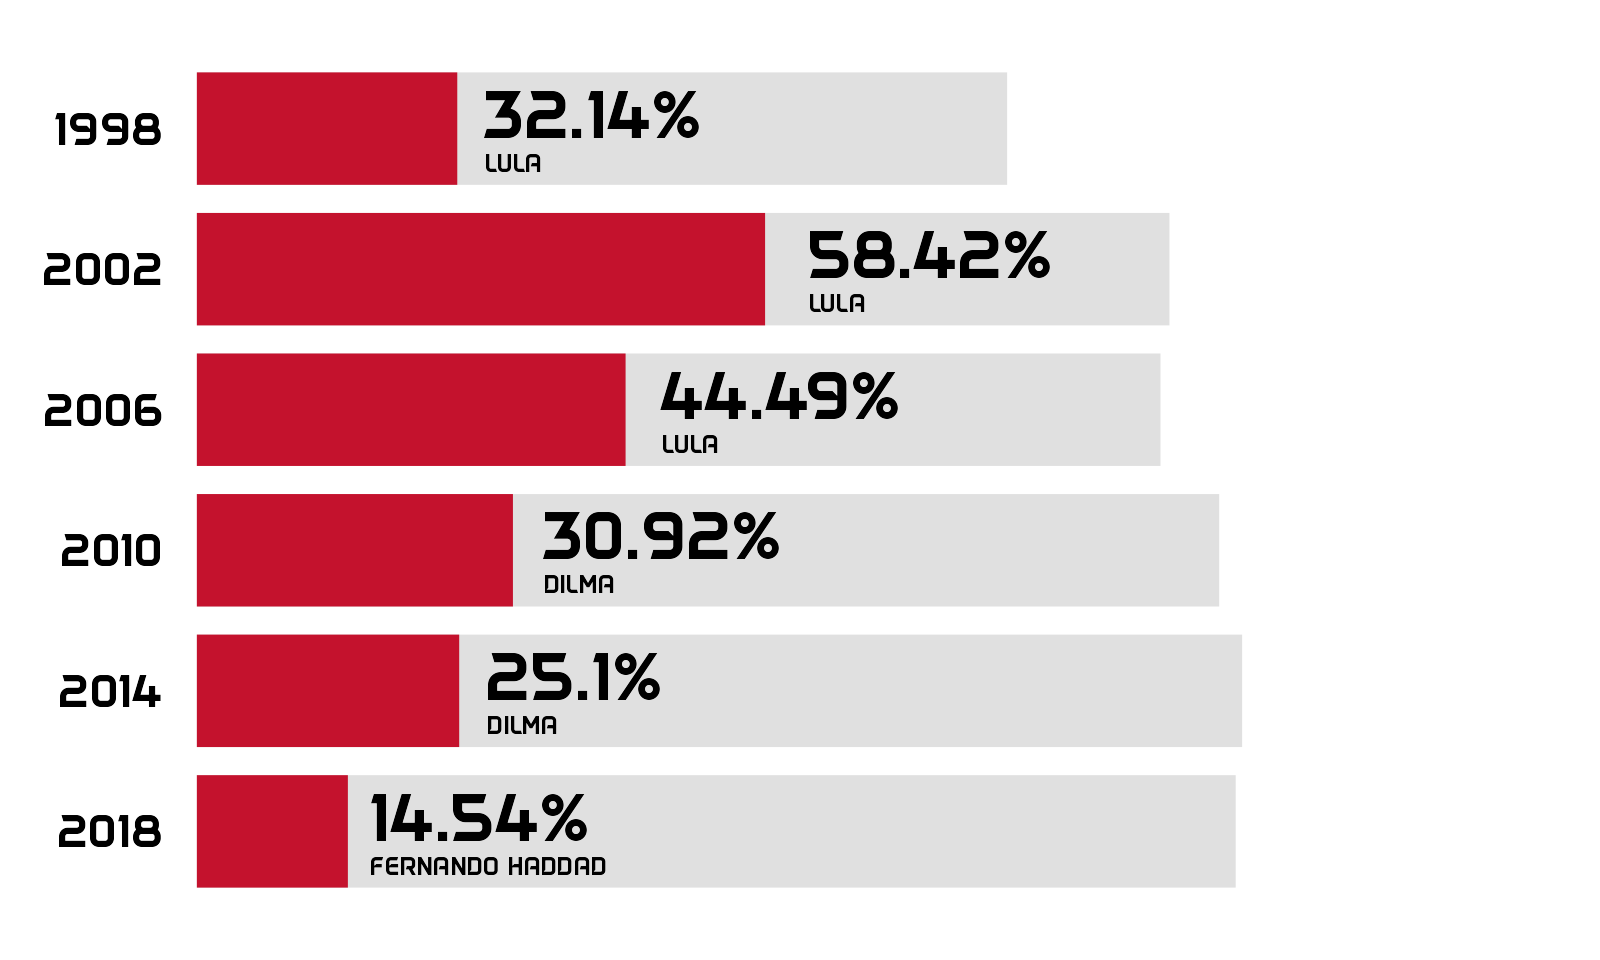 1998
32.14%
LULA
2002
58.42%
LULA
2006
44.49%
LULA
2010
30.92%
DILMA
2014
25.1%
DILMA
2018
14.54%
FERNANDO HADDAD